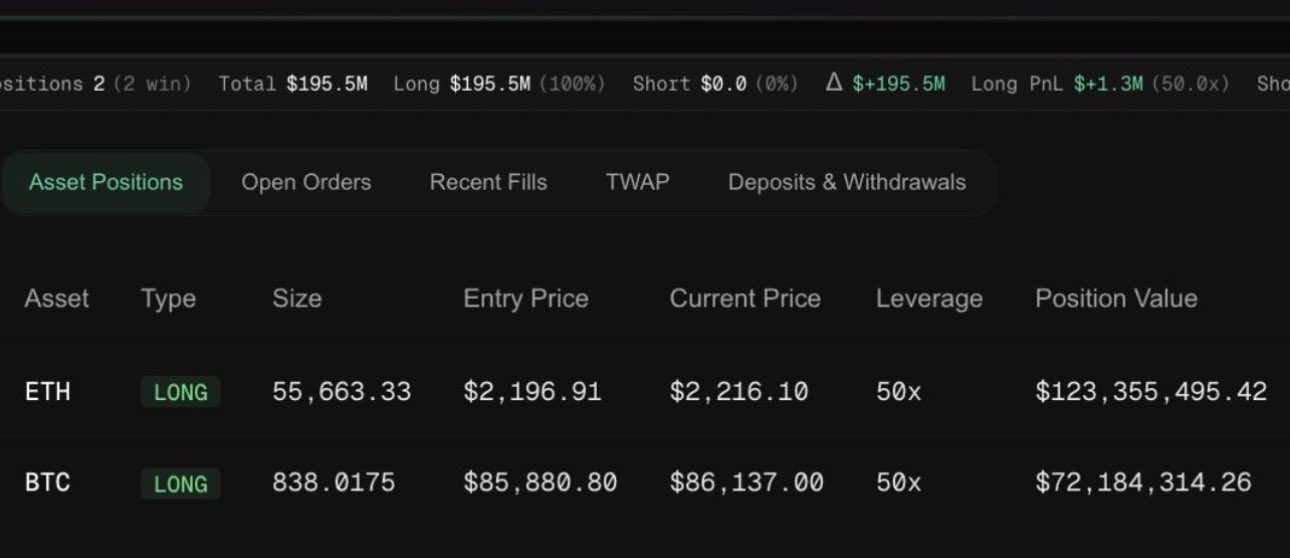 ositions 2 (2 win) Total $195.5M Long $195.5M (100%) Short $0.0 (0%) Δ $+195.5M Long PnL $+1.3M (50.0x) Sho
Asset Positions Open Orders Recent Fills TWAP Deposits & Withdrawals
Asset Type Size Entry Price Current Price Leverage Position Value
ETH LONG 55,663.33 $2,196.91 $2,216.10 50x $123,355,495.42
BTC LONG 838.0175 $85,880.80 $86,137.00 50x $72,184,314.26